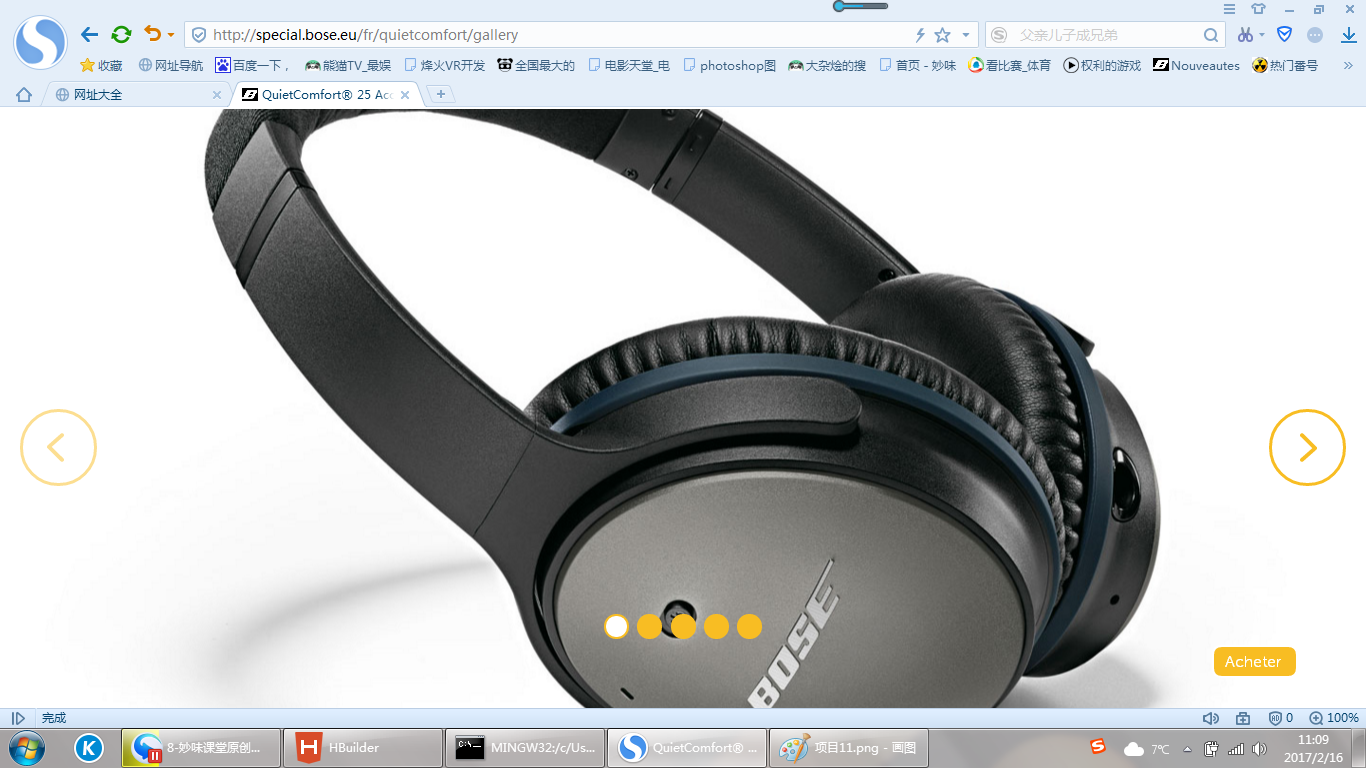 http://special.bose.eu/fr/quietcomfort/gallery
父亲儿子成兄弟
收藏
网址导航
百度一下，
熊猫TV_最娱
烽火VR开发
全国最大的
电影天堂_电
photoshop图
大杂烩的搜
首页 - 妙味
看比赛_体育
权利的游戏
Nouveautes
热门番号
»
网址大全
QuietComfort® 25 Acc
BOSE
Acheter
完成
0
100%
8-妙味课堂原创...
HBuilder
MINGW32:/c/Us...
QuietComfort® ...
项目11.png - 画图
7℃
11:09
2017/2/16